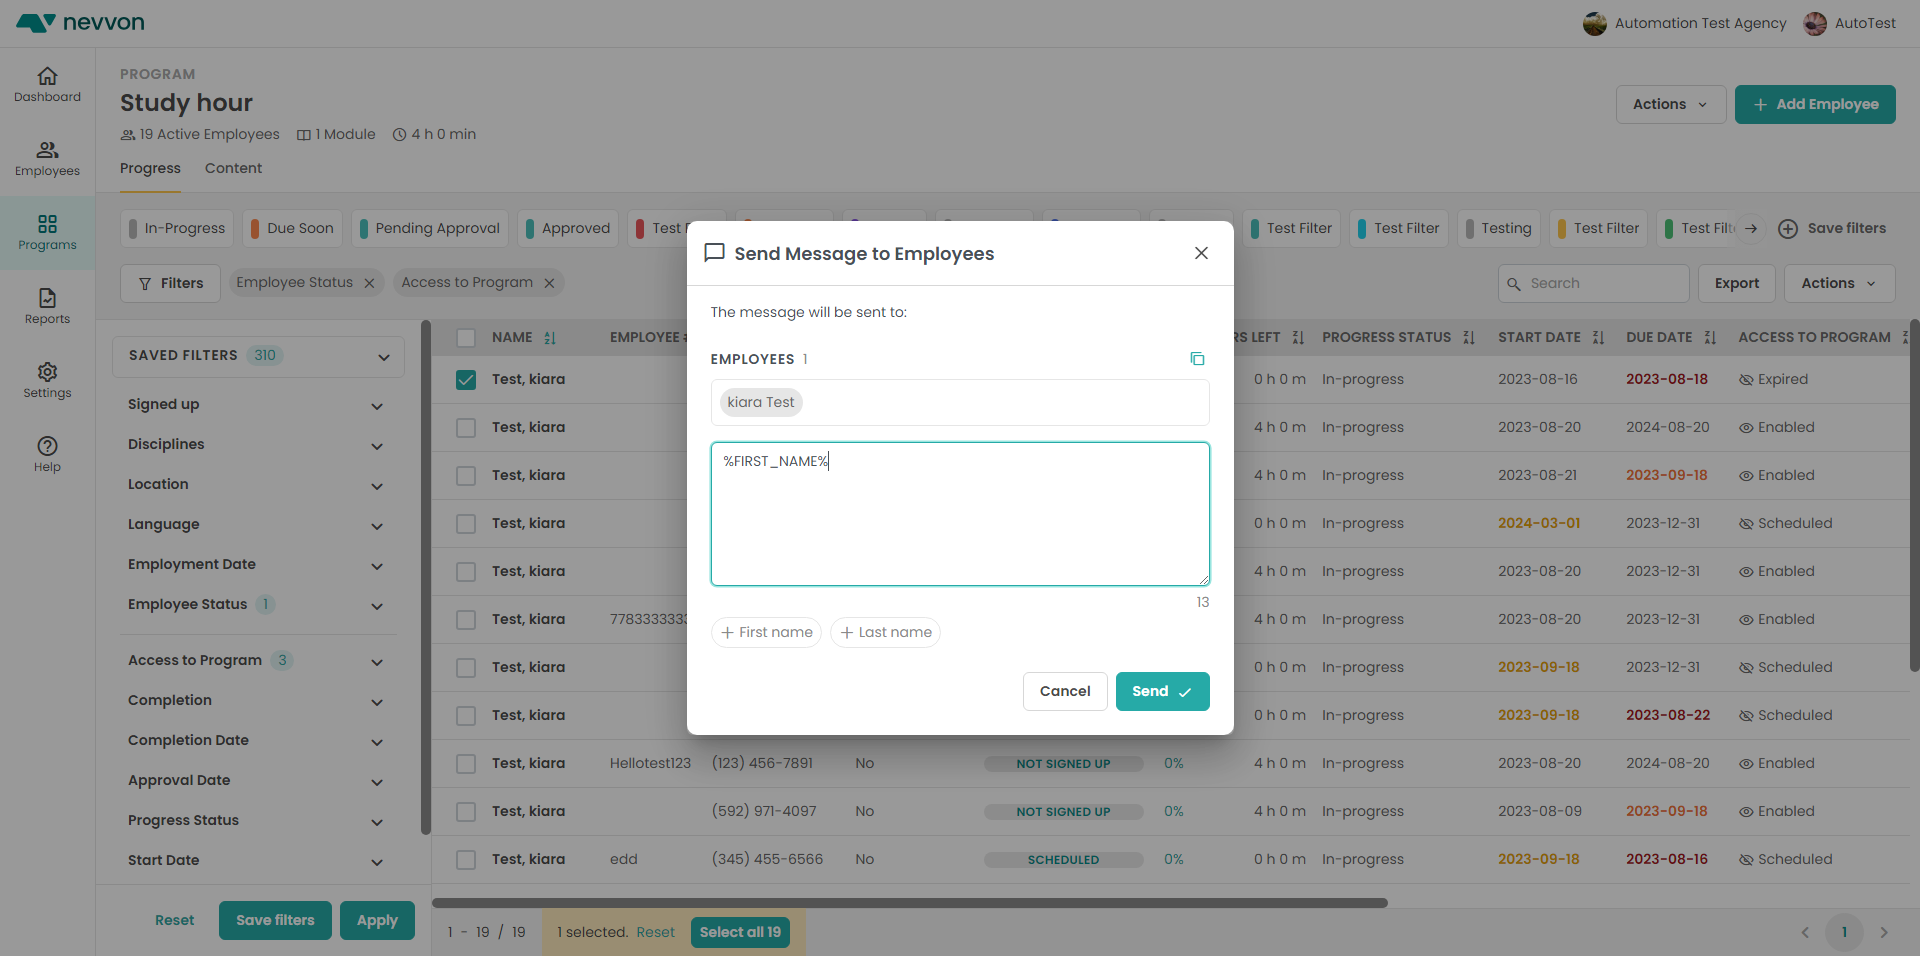 nevvon
Automation Test Agency
AutoTest
Dashboard
Employees
Programs
Reports
Settings
Help
PROGRAM
Study hour
19 Active Employees 1 Module 4 h 0 min
Actions
Add Employee
Progress Content
In-Progress Due Soon Pending Approval Approved Test Test Filter Test Filter Testing Test Filter Test Save filters
Filters Employee Status Access to Program
Search Export Actions
SAVED FILTERS 310
Signed up
Disciplines
Location
Language
Employment Date
Employee Status 1
Access to Program 3
Completion
Completion Date
Approval Date
Progress Status
Start Date
Reset Save filters Apply
NAME EMPLOYEE LEFT PROGRESS STATUS START DATE DUE DATE ACCESS TO PROGRAM
Test, kiara 0 h 0 m In-progress 2023-08-16 2023-08-18 Expired
Test, kiara 4 h 0 m In-progress 2023-08-20 2024-08-20 Enabled
Test, kiara 4 h 0 m In-progress 2023-08-21 2023-09-18 Enabled
Test, kiara 0 h 0 m In-progress 2024-03-01 2023-12-31 Scheduled
Test, kiara 4 h 0 m In-progress 2023-08-20 2023-12-31 Enabled
Test, kiara 7783333333 4 h 0 m In-progress 2023-08-20 2023-12-31 Enabled
Test, kiara 0 h 0 m In-progress 2023-09-18 2023-12-31 Scheduled
Test, kiara 0 h 0 m In-progress 2023-09-18 2023-08-22 Scheduled
Test, kiara Hellotest123 (123) 456-7891 No NOT SIGNED UP 0% 4 h 0 m In-progress 2023-08-20 2024-08-20 Enabled
Test, kiara (592) 971-4097 No NOT SIGNED UP 0% 4 h 0 m In-progress 2023-08-09 2023-09-18 Enabled
Test, kiara edd (345) 455-6566 No SCHEDULED 0% 0 h 0 m In-progress 2023-09-18 2023-08-16 Scheduled
1 - 19 / 19 1 selected. Reset Select all 19
1
Send Message to Employees
The message will be sent to:
EMPLOYEES 1
kiara Test
%FIRST_NAME%
13
+ First name + Last name
Cancel Send